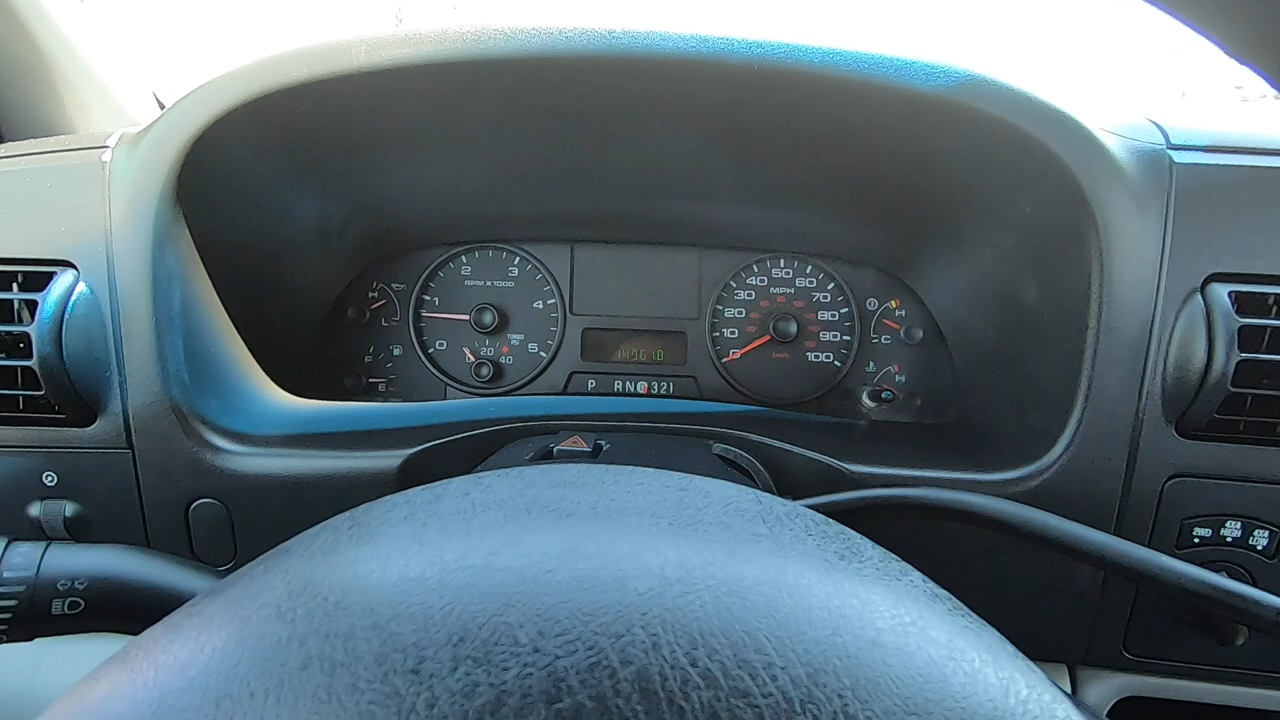 2 3
RPM X 1000
1 4
0 5
TURBO
PSI
20 40
H
L
F
E
P R N D 3 2 1
50
40 60
MPH
30 70
20 80
10 90
0 100
km/h
H
C
H
P
2WD 4X4 HIGH 4X4 LOW